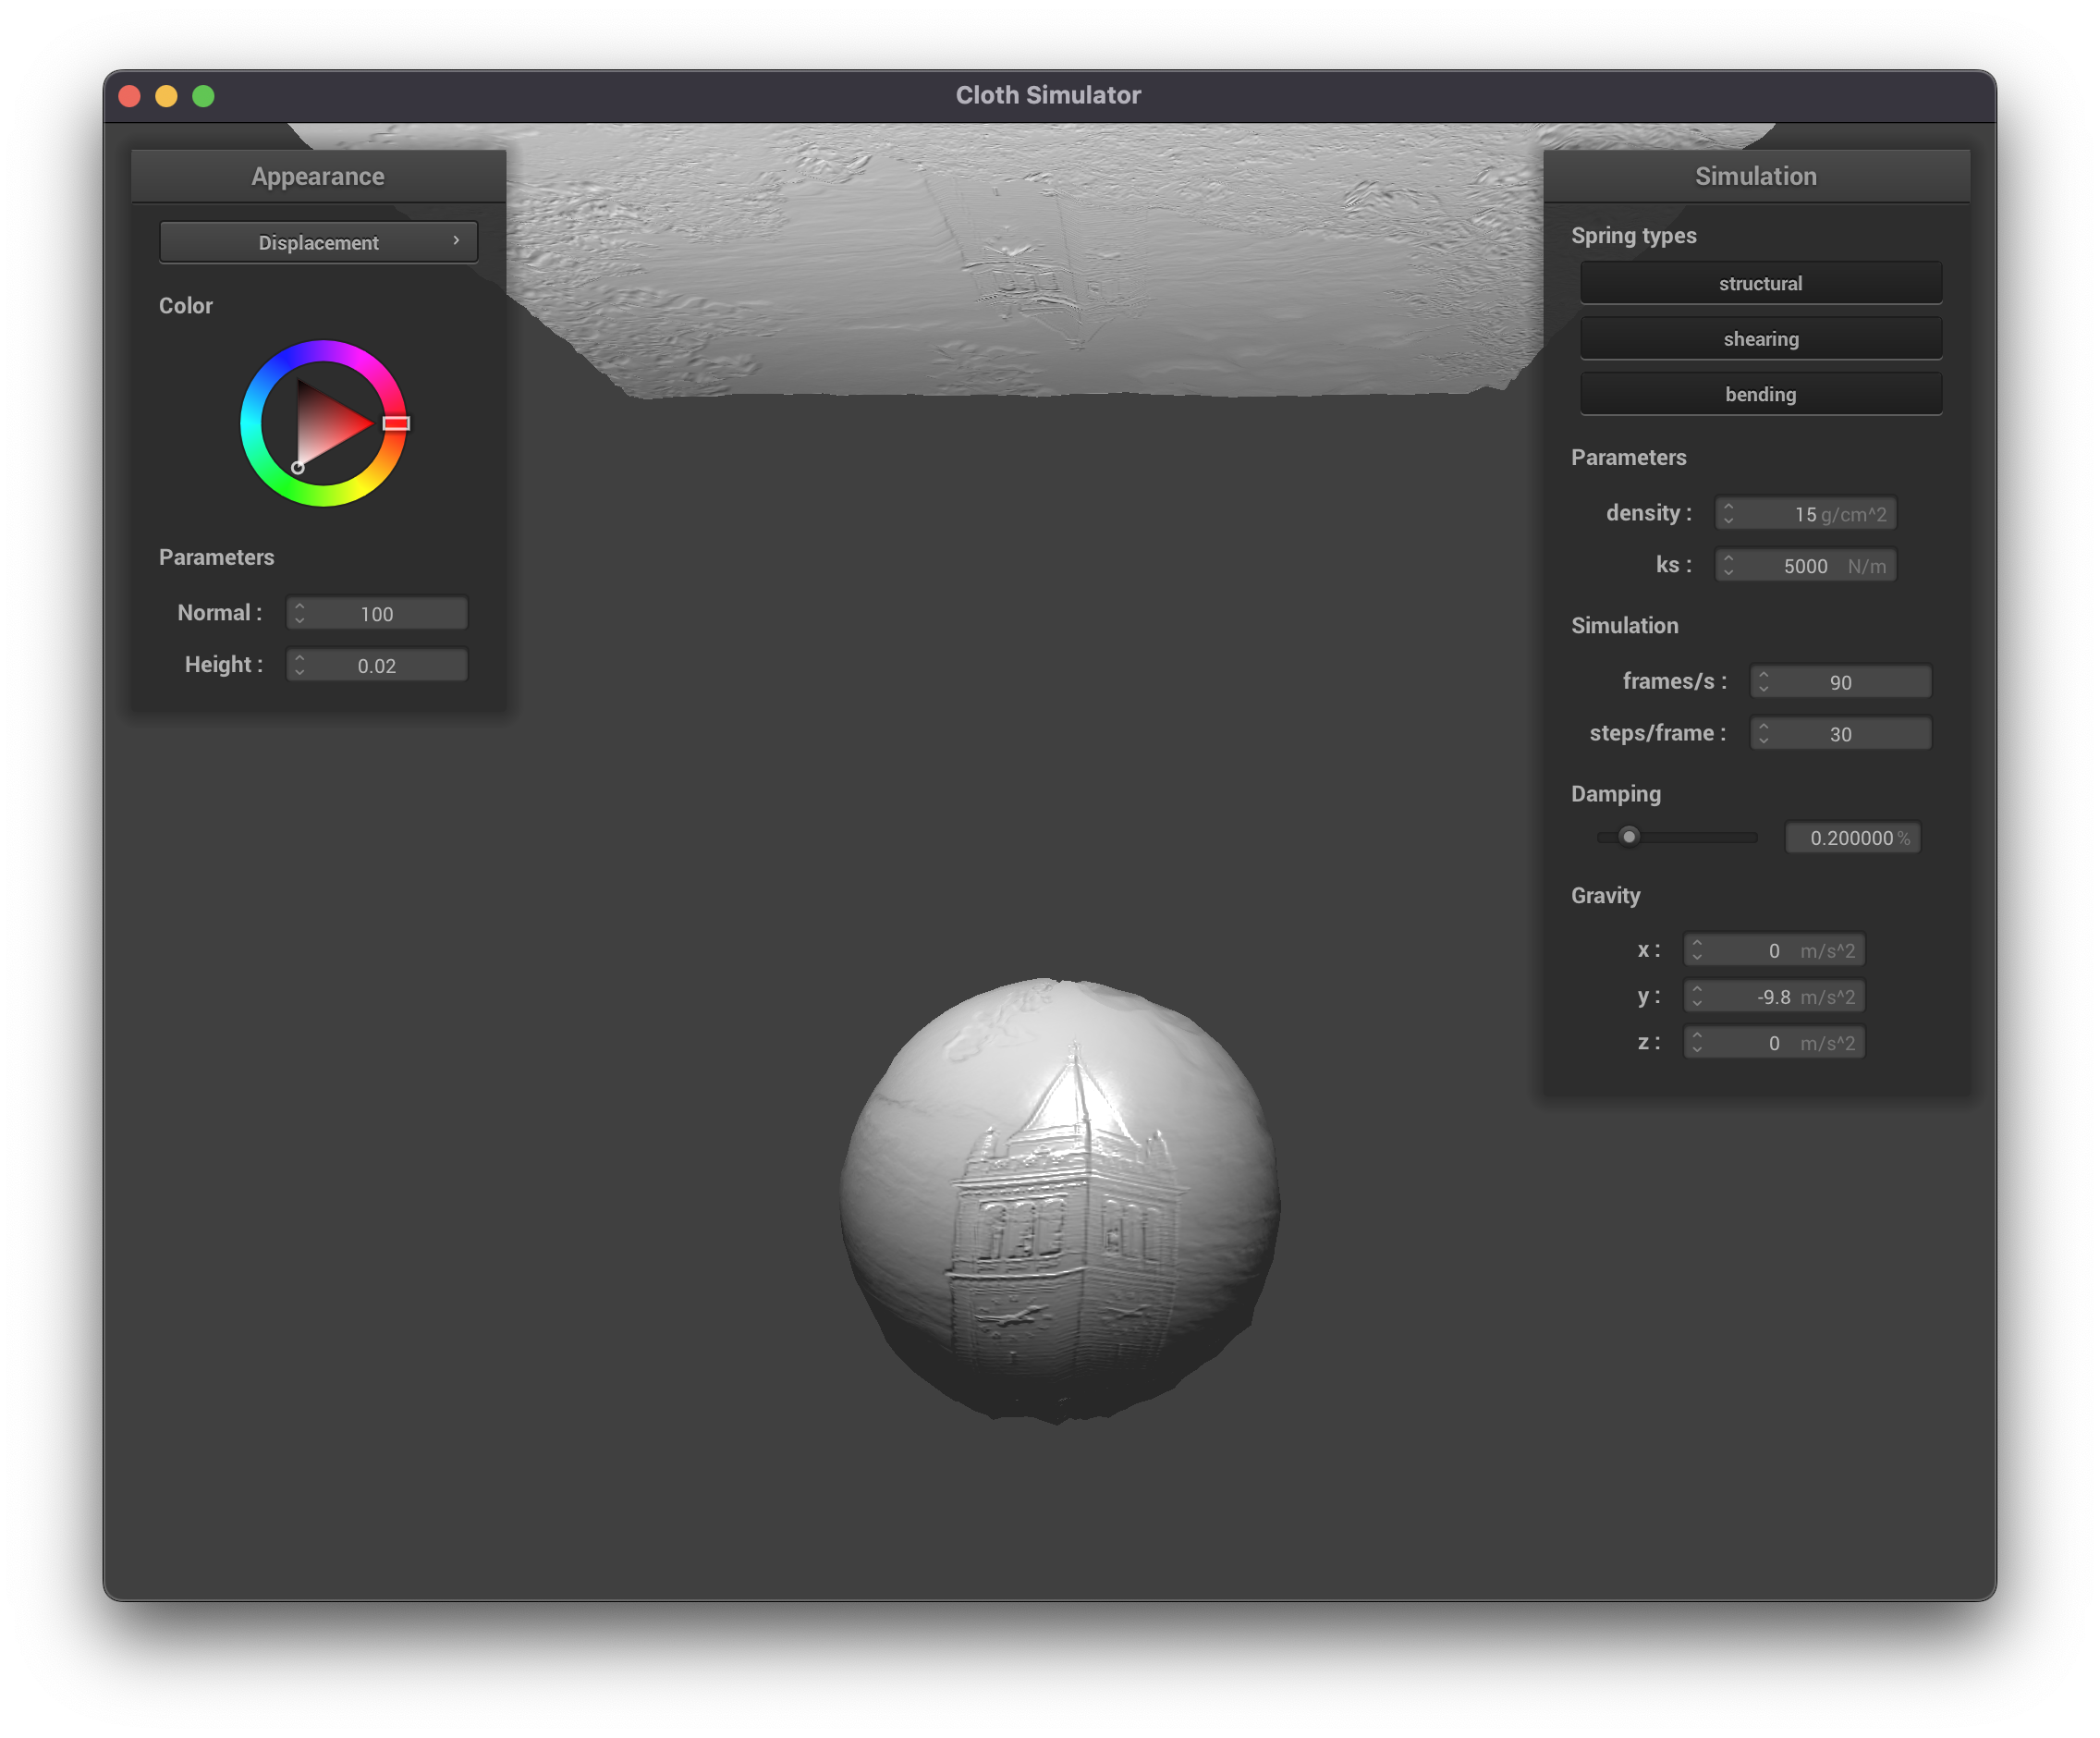 Cloth Simulator
Appearance
Displacement
Color
Parameters
Normal : 100
Height : 0.02
Simulation
Spring types
structural
shearing
bending
Parameters
density : 15 g/cm^2
ks : 5000 N/m
Simulation
frames/s : 90
steps/frame : 30
Damping
0.200000 %
Gravity
x : 0 m/s^2
y : -9.8 m/s^2
z : 0 m/s^2